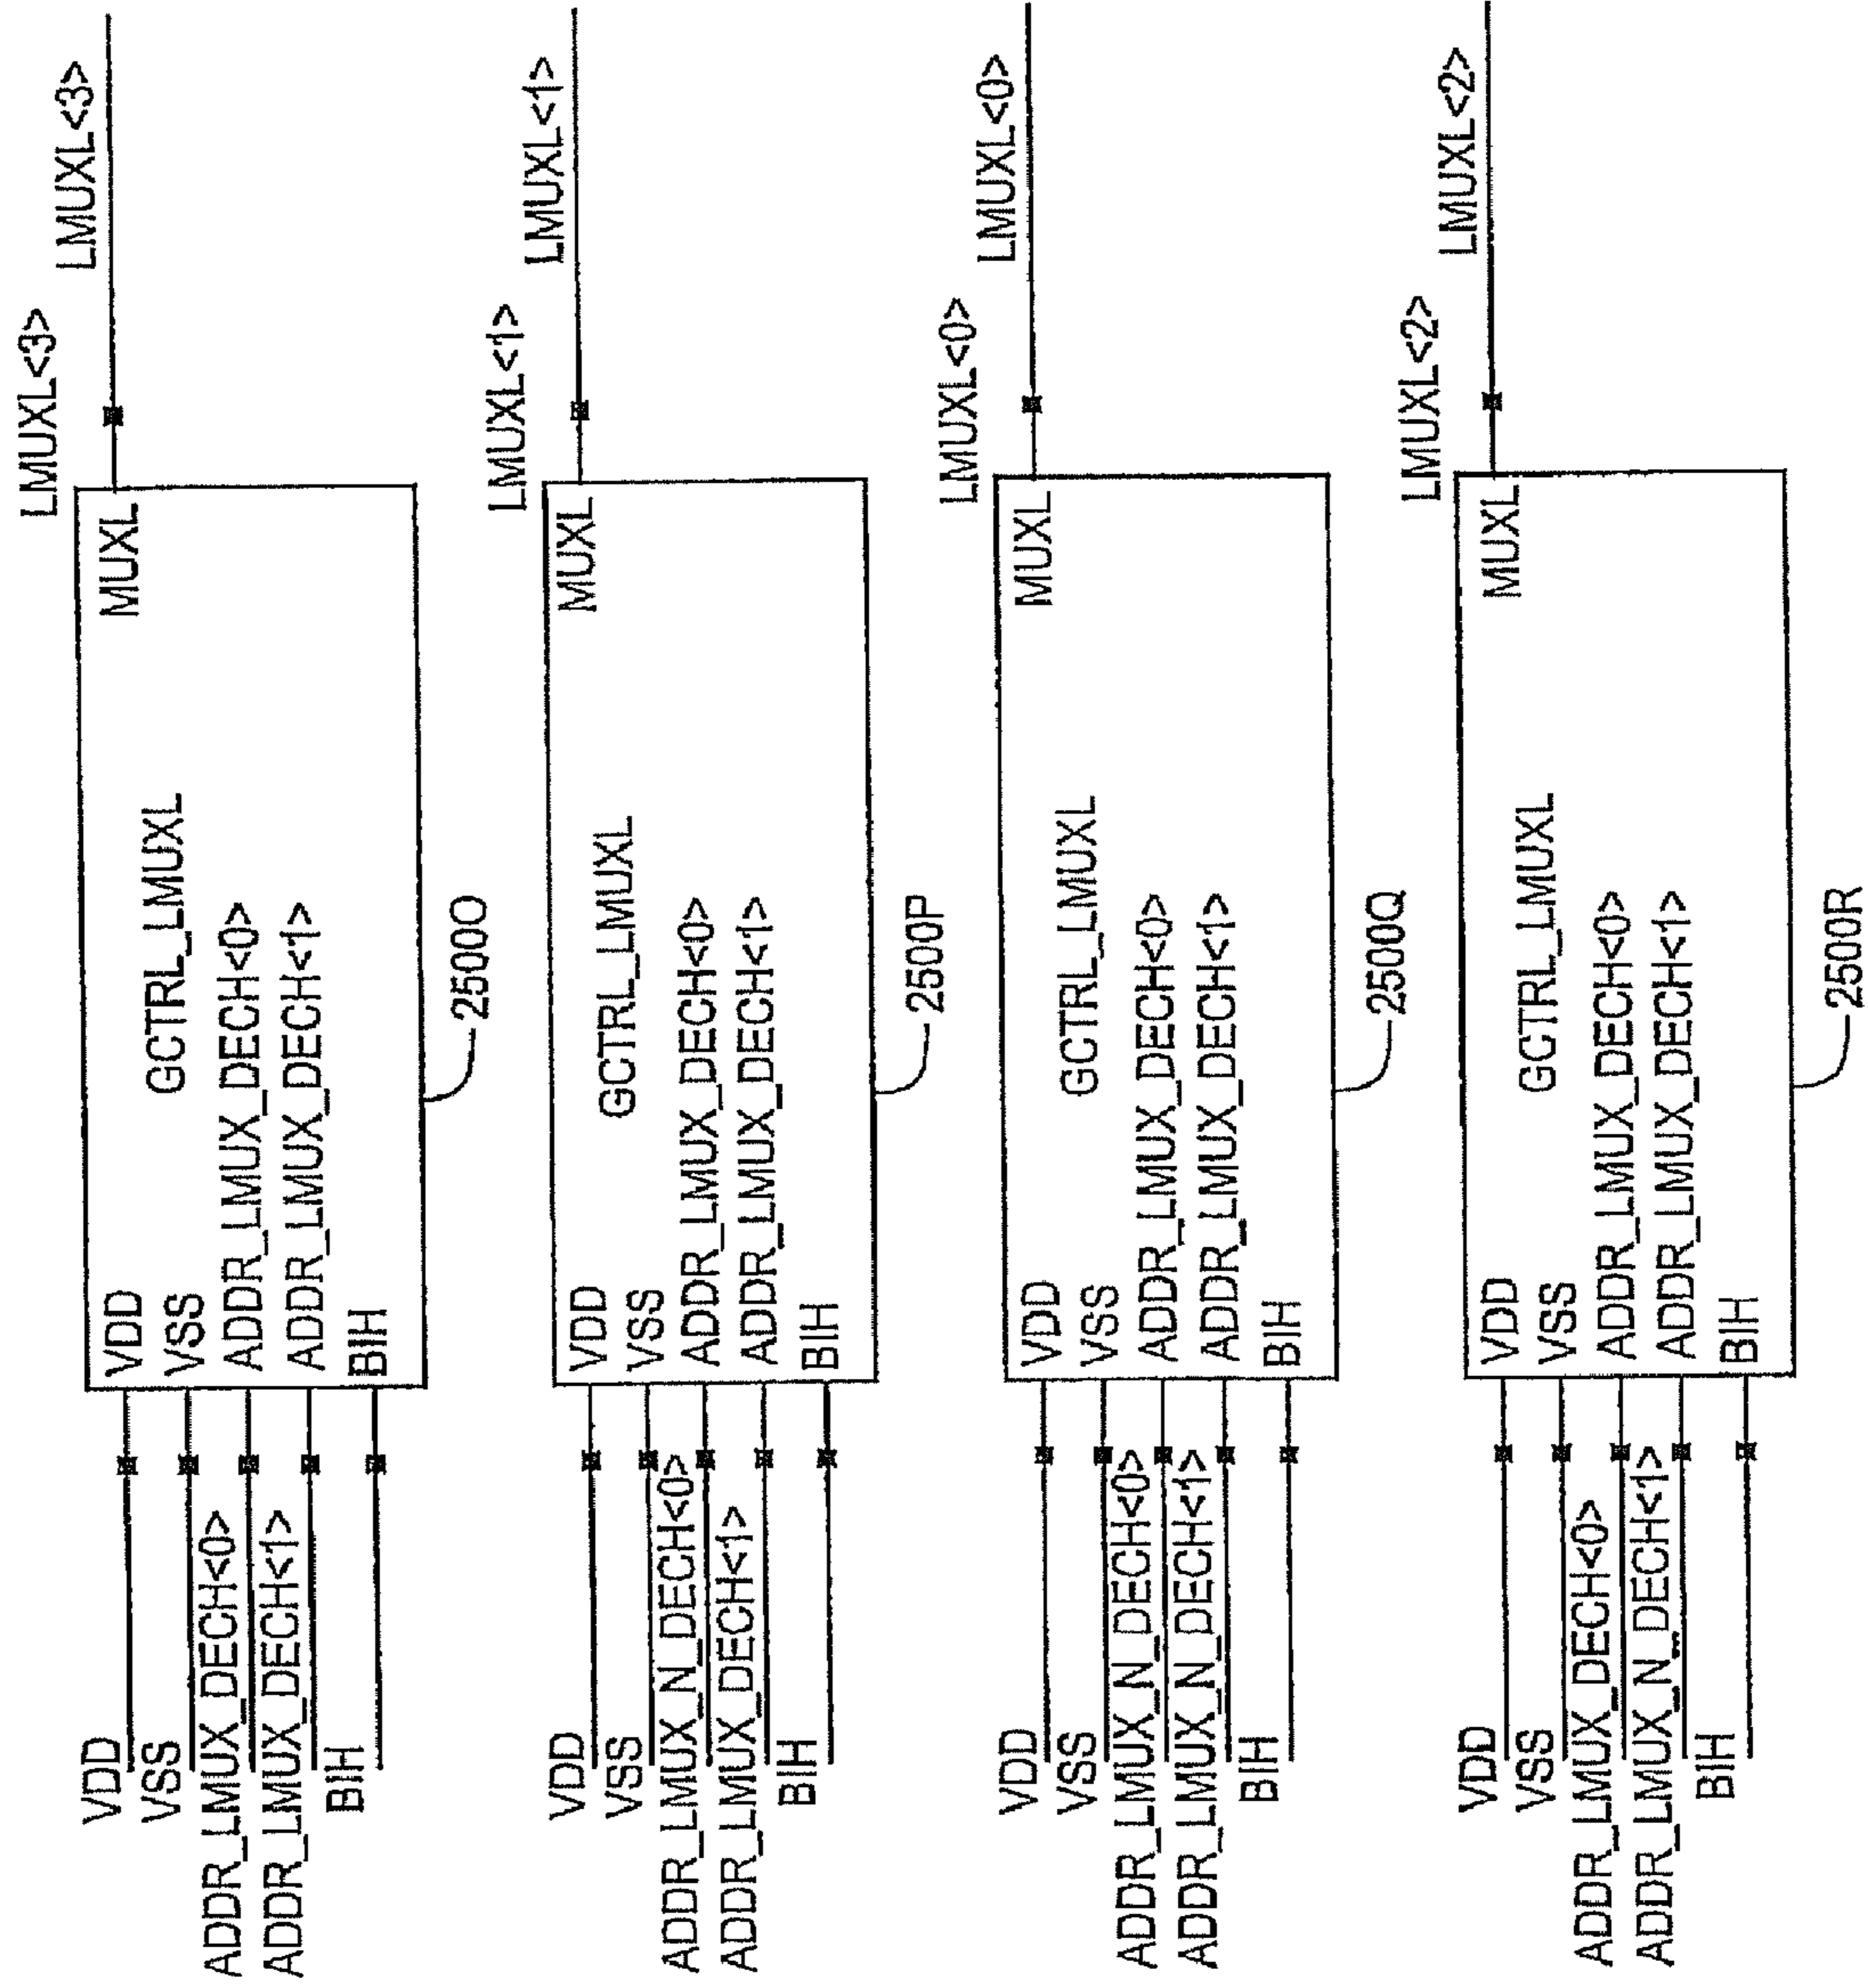 LMUXL<3>
LMUXL<3>
MUXL
GCTRL_LMUXL
VDD
VSS
ADDR_LMUX_DECH<0>
ADDR_LMUX_DECH<1>
BIH
VDD
VSS
ADDR_LMUX_DECH<0>
ADDR_LMUX_DECH<1>
BIH
2500O
LMUXL<1>
LMUXL<1>
MUXL
GCTRL_LMUXL
VDD
VSS
ADDR_LMUX_DECH<0>
ADDR_LMUX_DECH<1>
BIH
VDD
VSS
ADDR_LMUX_N_DECH<0>
ADDR_LMUX_DECH<1>
BIH
2500P
LMUXL<0>
LMUXL<0>
MUXL
GCTRL_LMUXL
VDD
VSS
ADDR_LMUX_DECH<0>
ADDR_LMUX_DECH<1>
BIH
VDD
VSS
ADDR_LMUX_N_DECH<0>
ADDR_LMUX_N_DECH<1>
BIH
2500Q
LMUXL<2>
LMUXL<2>
MUXL
GCTRL_LMUXL
VDD
VSS
ADDR_LMUX_DECH<0>
ADDR_LMUX_DECH<1>
BIH
VDD
VSS
ADDR_LMUX_DECH<0>
ADDR_LMUX_N_DECH<1>
BIH
2500R